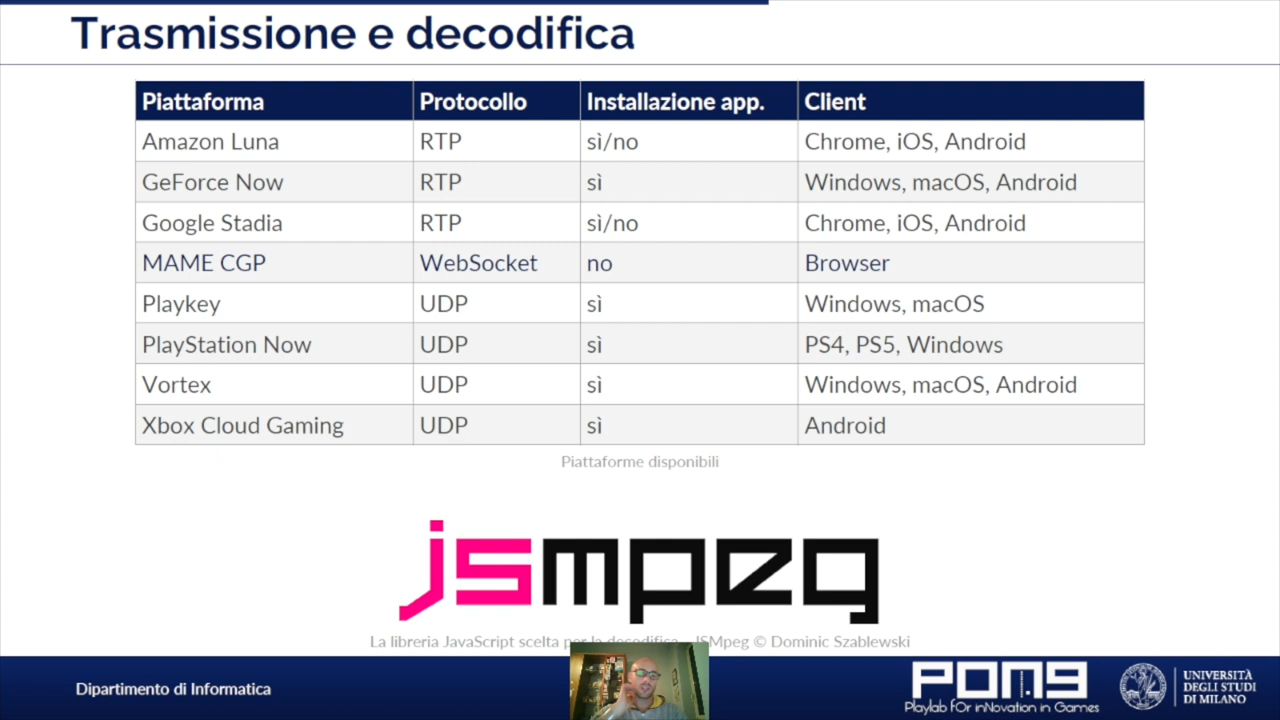 Trasmissione e decodifica
Piattaforma Protocollo Installazione app. Client
Amazon Luna RTP sì/no Chrome, iOS, Android
GeForce Now RTP sì Windows, macOS, Android
Google Stadia RTP sì/no Chrome, iOS, Android
MAME CGP WebSocket no Browser
Playkey UDP sì Windows, macOS
PlayStation Now UDP sì PS4, PS5, Windows
Vortex UDP sì Windows, macOS, Android
Xbox Cloud Gaming UDP sì Android
Piattaforme disponibili
jsmpeg
La libreria JavaScript scelta per la decodifica - JSMpeg © Dominic Szablewski
Dipartimento di Informatica
PONG
Playlab fOr inNovation in Games
UNIVERSITÀ
DEGLI STUDI
DI MILANO